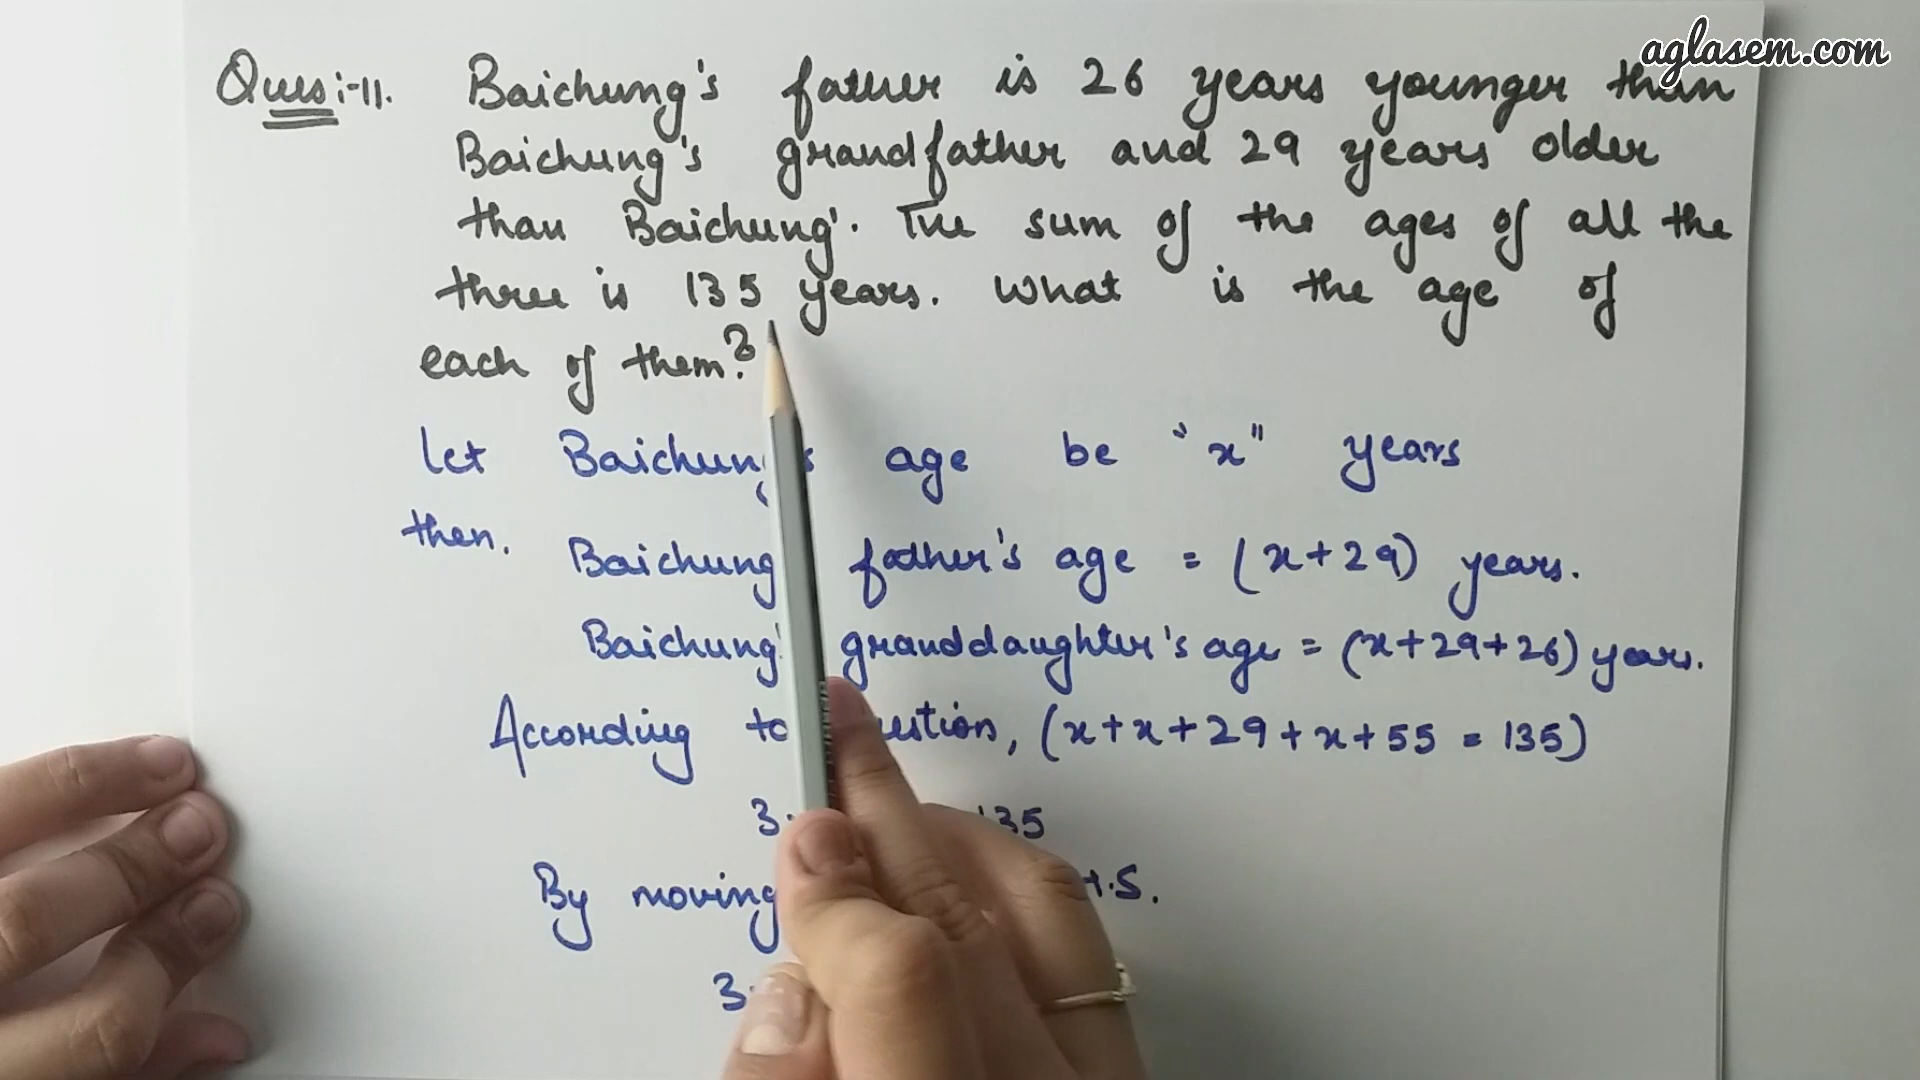 aglasem.com
Ques:-11. Baichung's father is 26 years younger than
Baichung's grandfather and 29 years older
than Baichung'. The sum of the ages of all the
three is 135 years. What is the age of
each of them?
Let age be "x" years
then. Baichung father's age = (x+29) years.
Baichung' granddaughter's age = (x+29+26) years.
According to (x+x+29+x+55 = 135)
3 135
By moving .S.
3